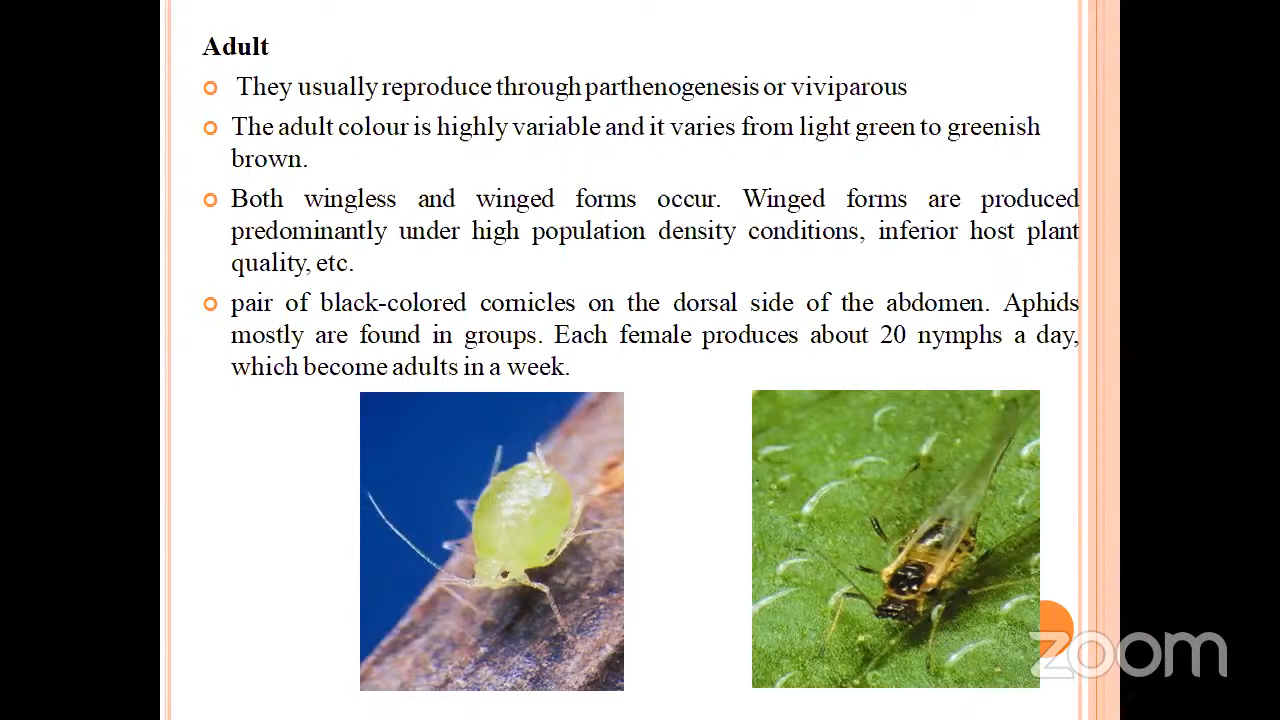 Adult
They usually reproduce through parthenogenesis or viviparous
The adult colour is highly variable and it varies from light green to greenish
brown.
Both wingless and winged forms occur. Winged forms are produced
predominantly under high population density conditions, inferior host plant
quality, etc.
pair of black-colored cornicles on the dorsal side of the abdomen. Aphids
mostly are found in groups. Each female produces about 20 nymphs a day,
which become adults in a week.
zoom